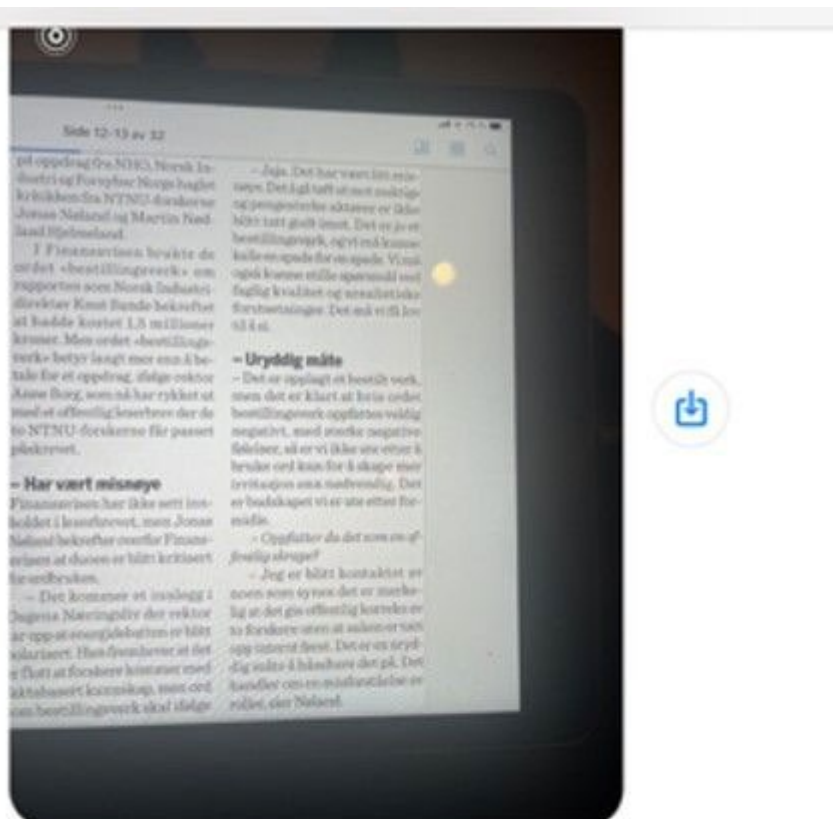 Side 12-13 av 32
på oppdrag fra NHO, Norsk In-
dustri og Fornybar Norge haglet
kritikken fra NTNU-forskerne
Jonas Nøland og Martin Nød-
land Hjelmeland.
I Finansavisen brukte de
ordet «bestillingsverk» om
rapporten som Norsk Industri-
direktør Knut Sunde bekreftet
at hadde kostet 1,5 millioner
kroner. Men ordet «bestillings-
verk» betyr langt mer enn å be-
tale for et oppdrag, ifølge rektor
Anne Borg, som nå har rykket ut
med et offentlig leserbrev der de
to NTNU-forskerne får passet
påskrevet.
– Har vært misnøye
Finansavisen har ikke sett inn-
holdet i leserbrevet, men Jonas
Nøland bekrefter overfor Finans-
avisen at duoen er blitt kritisert
for ordbruken.
– Det kommer et innlegg i
Dagens Næringsliv der rektor
tar opp at energidebatten er blitt
polarisert. Hun fremhever at det
er flott at forskere kommer med
faktabasert kunnskap, men ord
som bestillingsverk skal ifølge
– Jaja. Det har vært litt mis-
nøye. Det å gå tøft ut mot mektige
og pengesterke aktører er ikke
blitt tatt godt imot. Det er jo et
bestillingsverk, og vi må kunne
kalle en spade for en spade. Vi må
også kunne stille spørsmål ved
faglig kvalitet og urealistiske
forutsetninger. Det må vi få lov
til å si.
– Uryddig måte
– Det er opplagt et bestilt verk,
men det er klart at hvis ordet
bestillingsverk oppfattes veldig
negativt, med sterke negative
følelser, så er vi ikke ute etter å
bruke ord kun for å skape mer
irritasjon enn nødvendig. Det
er budskapet vi er ute etter for-
midle.
– Oppfatter du det som en of-
fentlig skrape?
– Jeg er blitt kontaktet av
noen som synes det er merke-
lig at det gis offentlig korreks av
to forskere uten at saken er tatt
opp internt først. Det er en uryd-
dig måte å håndtere det på. Det
handler om en misforståelse av
roller, sier Nøland.